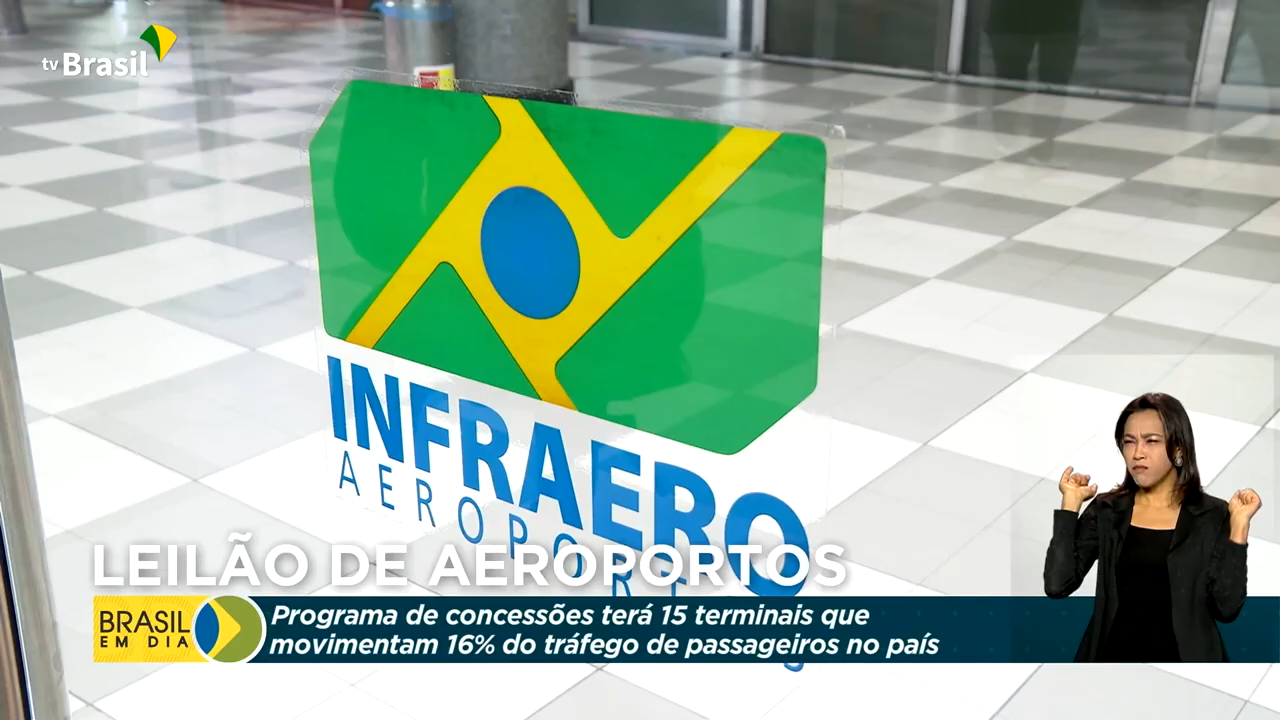 tv Brasil
INFRAERO
AEROPORTOS
LEILÃO DE AEROPORTOS
BRASIL
EM DIA
Programa de concessões terá 15 terminais que
movimentam 16% do tráfego de passageiros no país